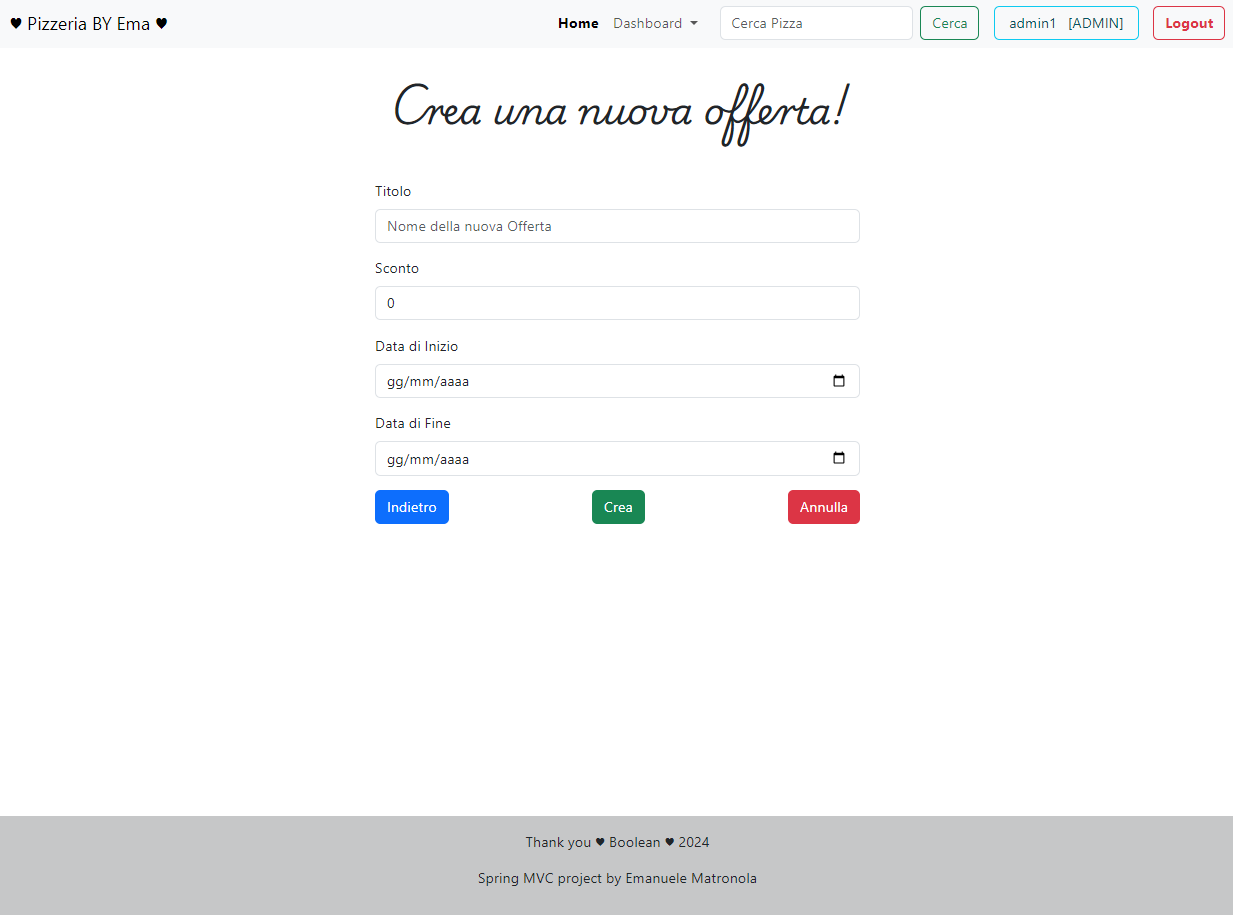 ♥ Pizzeria BY Ema ♥ Home Dashboard Cerca Pizza Cerca admin1 [ADMIN] Logout
Crea una nuova offerta!
Titolo
Nome della nuova Offerta
Sconto
0
Data di Inizio
gg/mm/aaaa
Data di Fine
gg/mm/aaaa
Indietro Crea Annulla
Thank you ♥ Boolean ♥ 2024
Spring MVC project by Emanuele Matronola